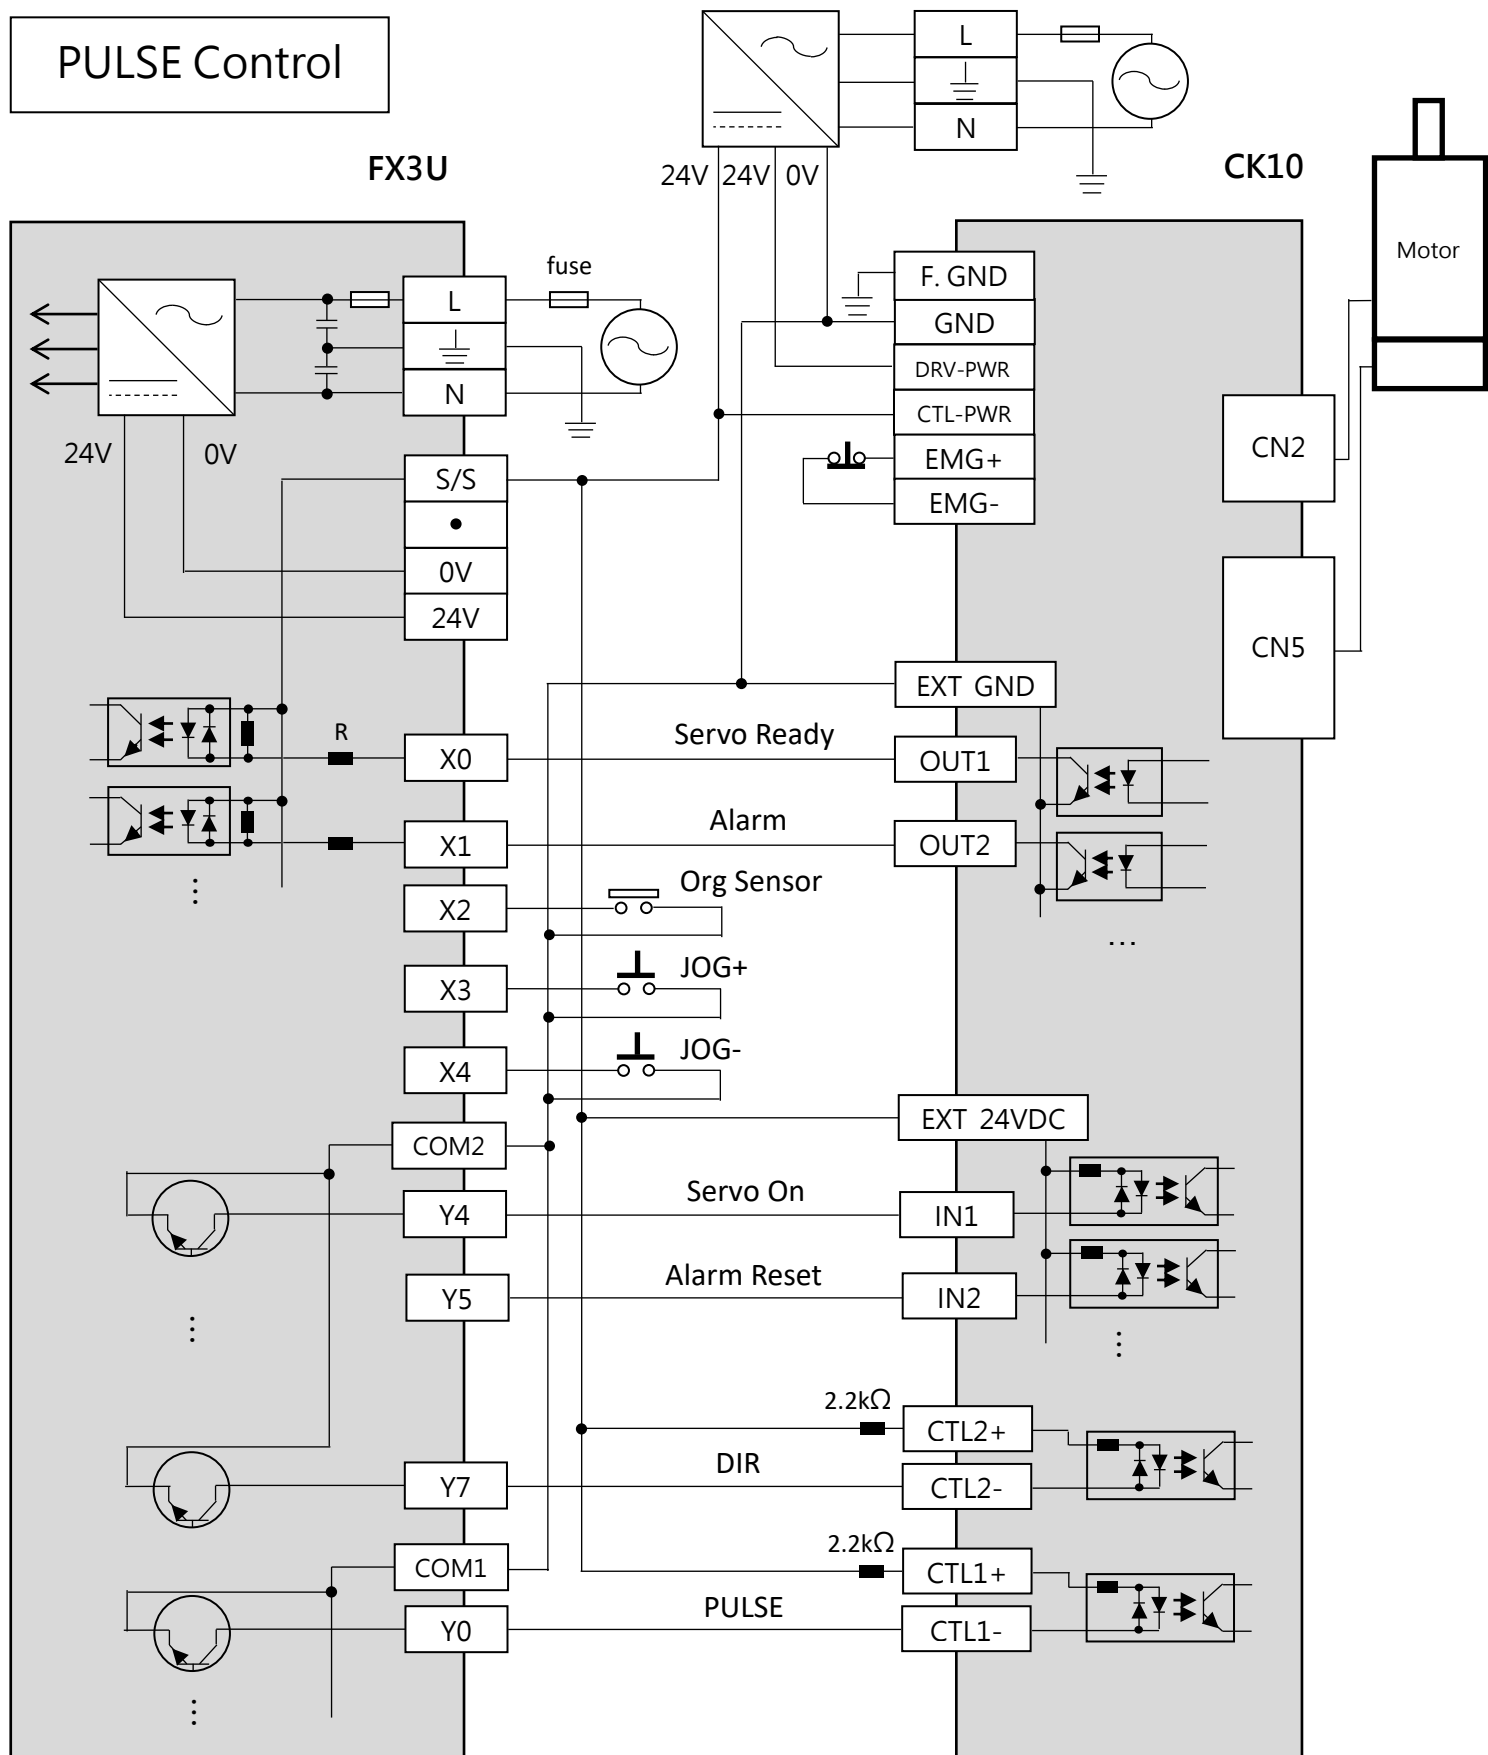 PULSE Control
L
N
24V
24V
0V
FX3U
CK10
Motor
fuse
L
N
24V
0V
F. GND
GND
DRV-PWR
CTL-PWR
EMG+
EMG-
S/S
•
0V
24V
CN2
CN5
EXT GND
R
X0
Servo Ready
OUT1
X1
Alarm
OUT2
⋮
X2
Org Sensor
...
X3
JOG+
X4
JOG-
EXT 24VDC
COM2
Y4
Servo On
IN1
Y5
Alarm Reset
IN2
⋮
⋮
2.2kΩ
CTL2+
Y7
DIR
CTL2-
2.2kΩ
COM1
CTL1+
Y0
PULSE
CTL1-
⋮